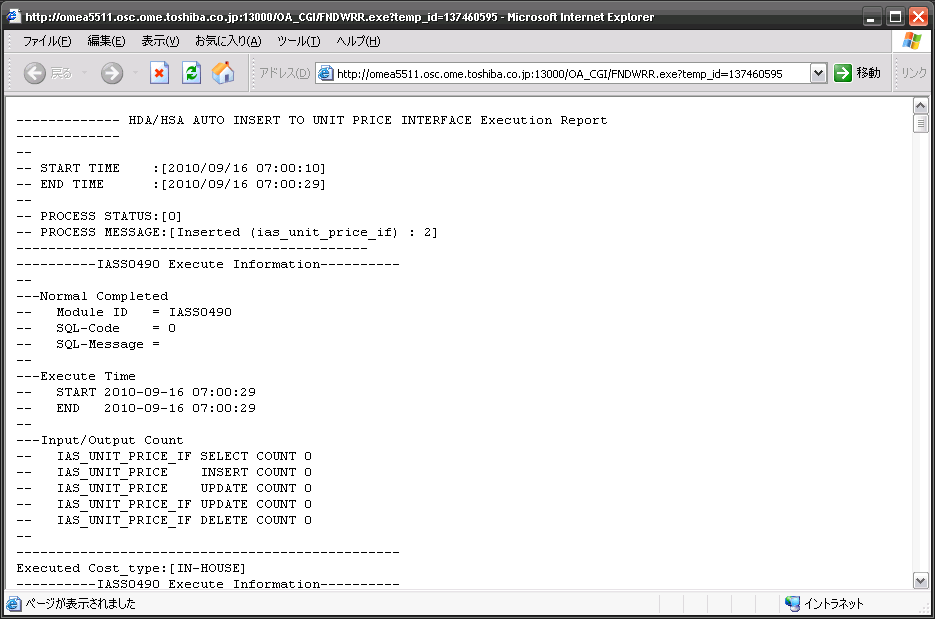 http://omea5511.osc.ome.toshiba.co.jp:13000/OA_CGI/FNDWRR.exe?temp_id=137460595 - Microsoft Internet Explorer
ファイル(F) 編集(E) 表示(V) お気に入り(A) ツール(T) ヘルプ(H)
戻る アドレス(D) http://omea5511.osc.ome.toshiba.co.jp:13000/OA_CGI/FNDWRR.exe?temp_id=137460595 移動 リンク
------------- HDA/HSA AUTO INSERT TO UNIT PRICE INTERFACE Execution Report
-------------
--
-- START TIME    :[2010/09/16 07:00:10]
-- END TIME      :[2010/09/16 07:00:29]
--
-- PROCESS STATUS:[0]
-- PROCESS MESSAGE:[Inserted (ias_unit_price_if) : 2]
--------------------------------------------
----------IASS0490 Execute Information----------
--
---Normal Completed
--   Module ID   = IASS0490
--   SQL-Code    = 0
--   SQL-Message =
--
---Execute Time
--   START 2010-09-16 07:00:29
--   END   2010-09-16 07:00:29
--
---Input/Output Count
--   IAS_UNIT_PRICE_IF SELECT COUNT 0
--   IAS_UNIT_PRICE    INSERT COUNT 0
--   IAS_UNIT_PRICE    UPDATE COUNT 0
--   IAS_UNIT_PRICE_IF UPDATE COUNT 0
--   IAS_UNIT_PRICE_IF DELETE COUNT 0
--
------------------------------------------------
Executed Cost_type:[IN-HOUSE]
----------IASS0490 Execute Information----------
ページが表示されました イントラネット